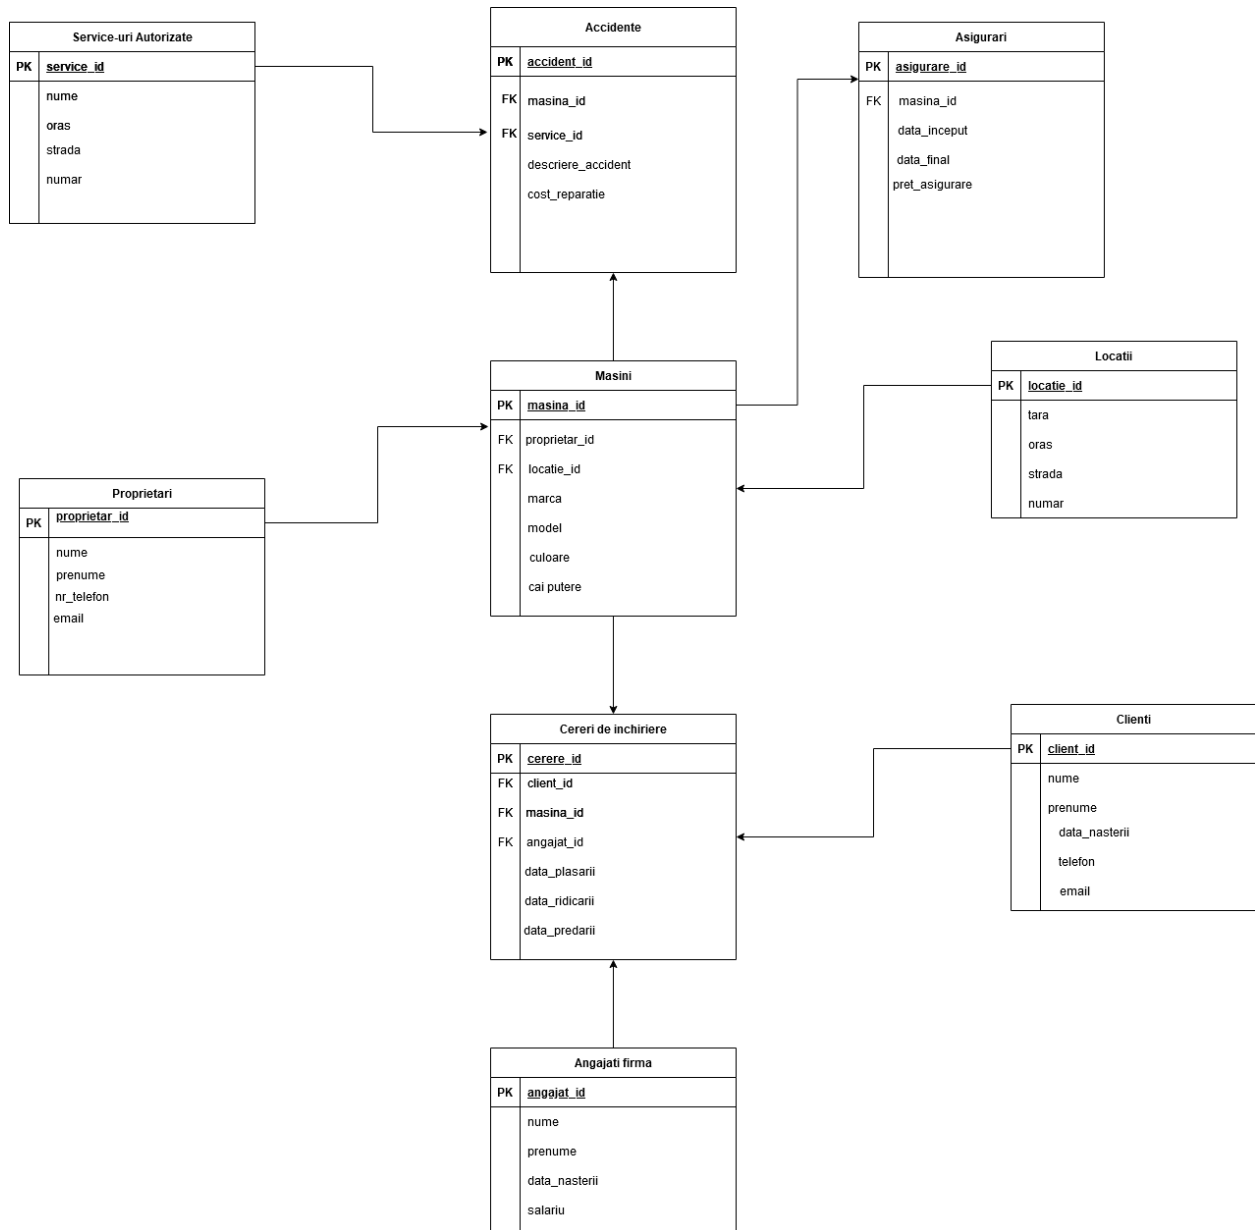 Service-uri Autorizate
PK service_id
nume
oras
strada
numar
Accidente
PK accident_id
FK masina_id
FK service_id
descriere_accident
cost_reparatie
Asigurari
PK asigurare_id
FK masina_id
data_inceput
data_final
pret_asigurare
Masini
PK masina_id
FK proprietar_id
FK locatie_id
marca
model
culoare
cai putere
Locatii
PK locatie_id
tara
oras
strada
numar
Proprietari
PK proprietar_id
nume
prenume
nr_telefon
email
Cereri de inchiriere
PK cerere_id
FK client_id
FK masina_id
FK angajat_id
data_plasarii
data_ridicarii
data_predarii
Clienti
PK client_id
nume
prenume
data_nasterii
telefon
email
Angajati firma
PK angajat_id
nume
prenume
data_nasterii
salariu